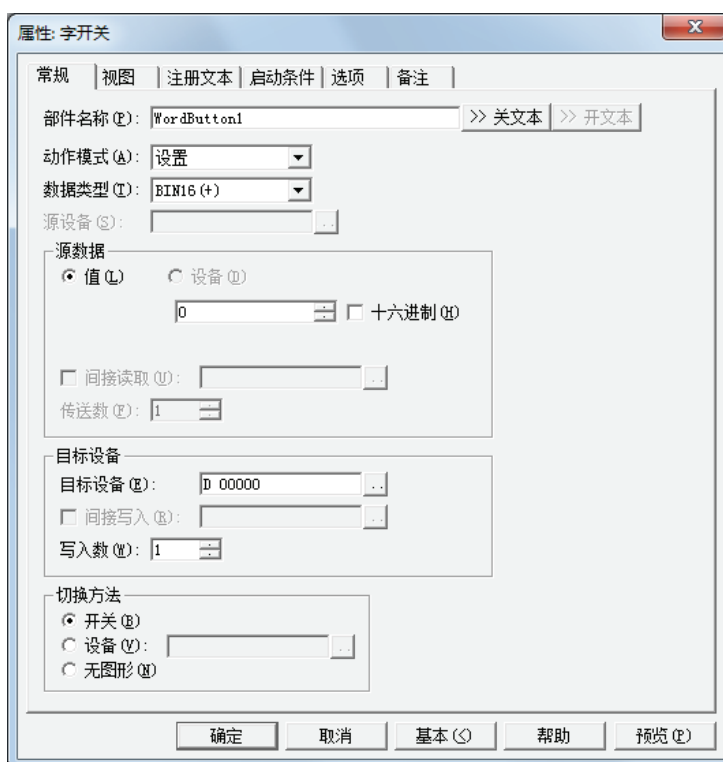 属性: 字开关
常规 视图 注册文本 启动条件 选项 备注
部件名称(P): WordButton1 >> 关文本 >> 开文本
动作模式(A): 设置
数据类型(T): BIN16(+)
源设备(S): ..
源数据
值(L) 设备(D)
0 十六进制(H)
间接读取(U): ..
传送数(F): 1
目标设备
目标设备(E): D 00000 ..
间接写入(R): ..
写入数(W): 1
切换方法
开关(B)
设备(V): ..
无图形(N)
确定 取消 基本(<) 帮助 预览(P)